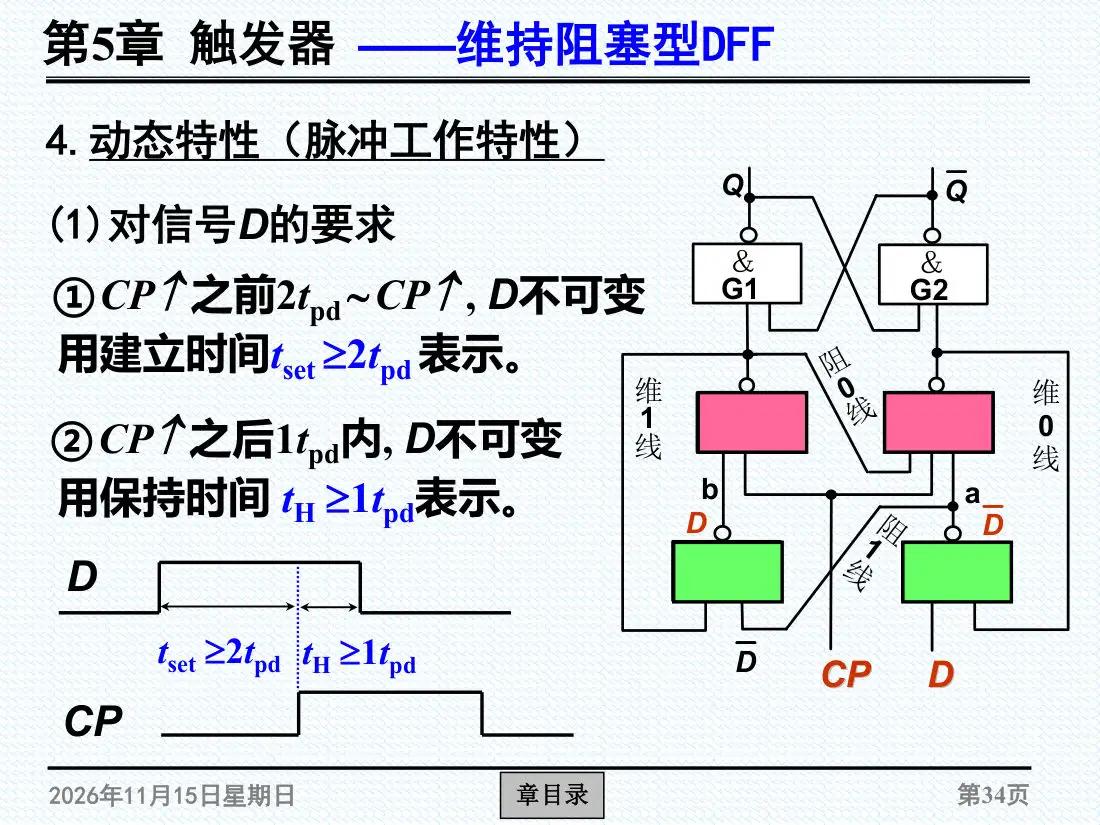 第5章 触发器 ——维持阻塞型DFF
4.动态特性（脉冲工作特性）
(1)对信号D的要求
①CP↑之前2tpd~CP↑, D不可变
用建立时间tset ≥2tpd 表示。
②CP↑之后1tpd内, D不可变
用保持时间 tH ≥1tpd表示。
D
tset ≥2tpd
tH ≥1tpd
CP
Q
Q̅
&
G1
&
G2
维1线
阻0线
维0线
b
a
D
D̅
阻1线
D̅
CP
D
2026年11月15日星期日
章目录
第34页